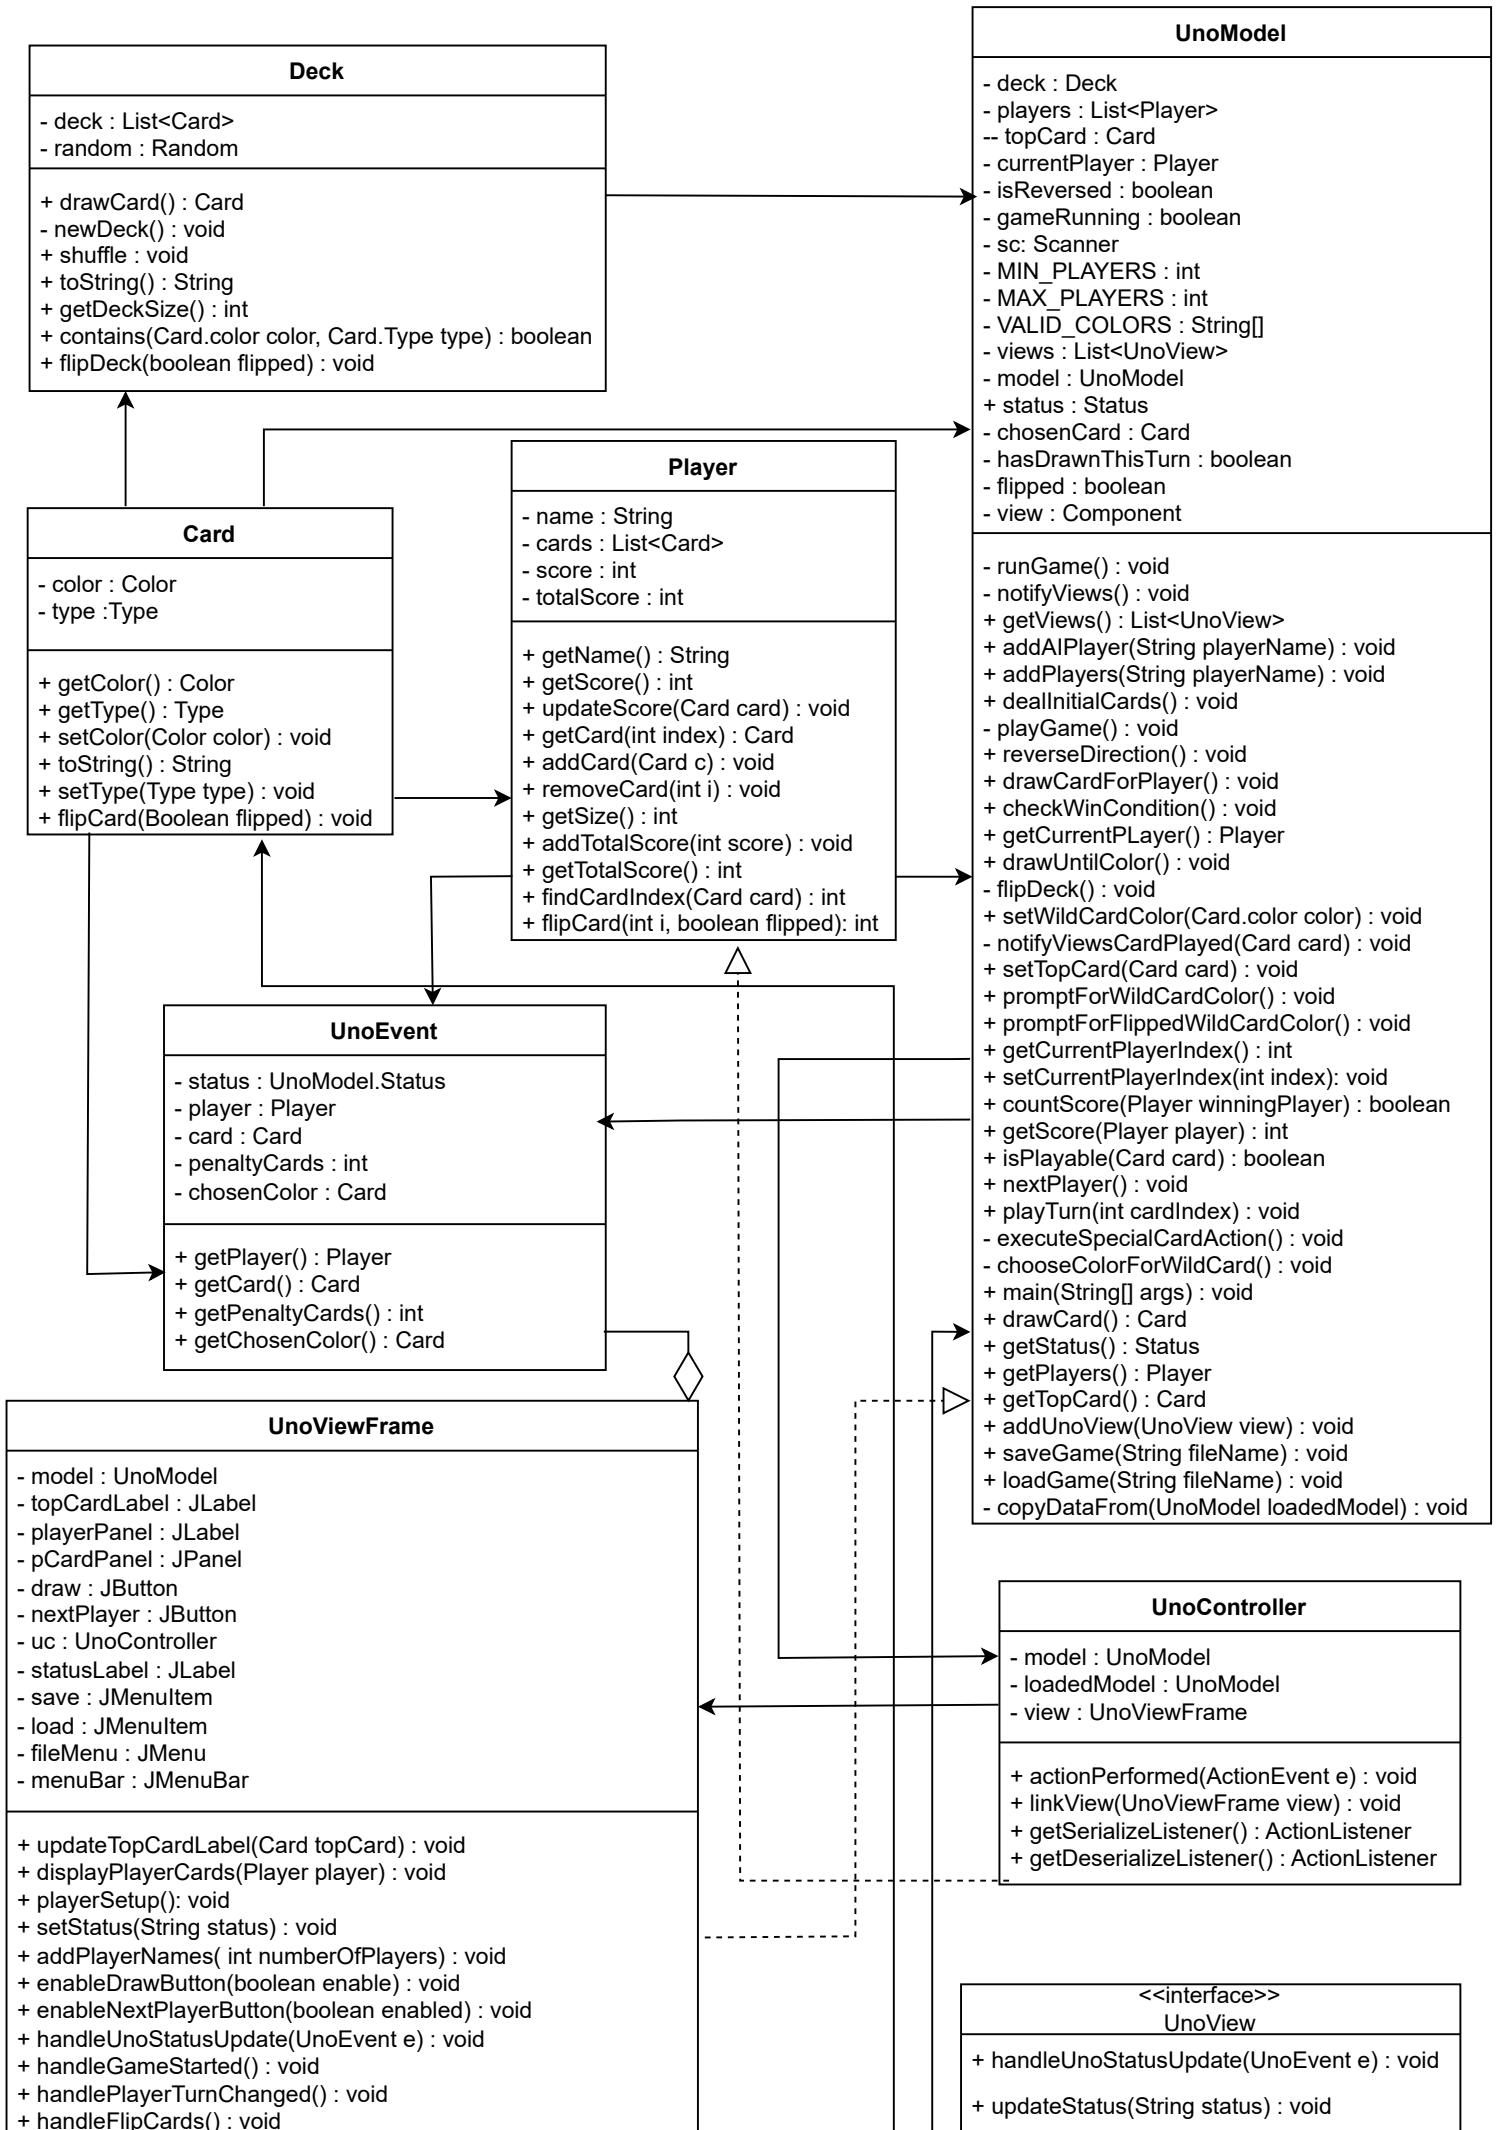 Deck
- deck : List<Card>
- random : Random
+ drawCard() : Card
- newDeck() : void
+ shuffle : void
+ toString() : String
+ getDeckSize() : int
+ contains(Card.color color, Card.Type type) : boolean
+ flipDeck(boolean flipped) : void
UnoModel
- deck : Deck
- players : List<Player>
-- topCard : Card
- currentPlayer : Player
- isReversed : boolean
- gameRunning : boolean
- sc: Scanner
- MIN_PLAYERS : int
- MAX_PLAYERS : int
- VALID_COLORS : String[]
- views : List<UnoView>
- model : UnoModel
+ status : Status
- chosenCard : Card
- hasDrawnThisTurn : boolean
- flipped : boolean
- view : Component
- runGame() : void
- notifyViews() : void
+ getViews() : List<UnoView>
+ addAIPlayer(String playerName) : void
+ addPlayers(String playerName) : void
+ dealInitialCards() : void
- playGame() : void
+ reverseDirection() : void
+ drawCardForPlayer() : void
+ checkWinCondition() : void
+ getCurrentPLayer() : Player
+ drawUntilColor() : void
- flipDeck() : void
+ setWildCardColor(Card.color color) : void
- notifyViewsCardPlayed(Card card) : void
+ setTopCard(Card card) : void
+ promptForWildCardColor() : void
+ promptForFlippedWildCardColor() : void
+ getCurrentPlayerIndex() : int
+ setCurrentPlayerIndex(int index): void
+ countScore(Player winningPlayer) : boolean
+ getScore(Player player) : int
+ isPlayable(Card card) : boolean
+ nextPlayer() : void
+ playTurn(int cardIndex) : void
- executeSpecialCardAction() : void
- chooseColorForWildCard() : void
+ main(String[] args) : void
+ drawCard() : Card
+ getStatus() : Status
+ getPlayers() : Player
+ getTopCard() : Card
+ addUnoView(UnoView view) : void
+ saveGame(String fileName) : void
+ loadGame(String fileName) : void
- copyDataFrom(UnoModel loadedModel) : void
Card
- color : Color
- type :Type
+ getColor() : Color
+ getType() : Type
+ setColor(Color color) : void
+ toString() : String
+ setType(Type type) : void
+ flipCard(Boolean flipped) : void
Player
- name : String
- cards : List<Card>
- score : int
- totalScore : int
+ getName() : String
+ getScore() : int
+ updateScore(Card card) : void
+ getCard(int index) : Card
+ addCard(Card c) : void
+ removeCard(int i) : void
+ getSize() : int
+ addTotalScore(int score) : void
+ getTotalScore() : int
+ findCardIndex(Card card) : int
+ flipCard(int i, boolean flipped): int
UnoEvent
- status : UnoModel.Status
- player : Player
- card : Card
- penaltyCards : int
- chosenColor : Card
+ getPlayer() : Player
+ getCard() : Card
+ getPenaltyCards() : int
+ getChosenColor() : Card
UnoViewFrame
- model : UnoModel
- topCardLabel : JLabel
- playerPanel : JLabel
- pCardPanel : JPanel
- draw : JButton
- nextPlayer : JButton
- uc : UnoController
- statusLabel : JLabel
- save : JMenuItem
- load : JMenuItem
- fileMenu : JMenu
- menuBar : JMenuBar
+ updateTopCardLabel(Card topCard) : void
+ displayPlayerCards(Player player) : void
+ playerSetup(): void
+ setStatus(String status) : void
+ addPlayerNames( int numberOfPlayers) : void
+ enableDrawButton(boolean enable) : void
+ enableNextPlayerButton(boolean enabled) : void
+ handleUnoStatusUpdate(UnoEvent e) : void
+ handleGameStarted() : void
+ handlePlayerTurnChanged() : void
+ handleFlipCards() : void
UnoController
- model : UnoModel
- loadedModel : UnoModel
- view : UnoViewFrame
+ actionPerformed(ActionEvent e) : void
+ linkView(UnoViewFrame view) : void
+ getSerializeListener() : ActionListener
+ getDeserializeListener() : ActionListener
<<interface>>
UnoView
+ handleUnoStatusUpdate(UnoEvent e) : void
+ updateStatus(String status) : void